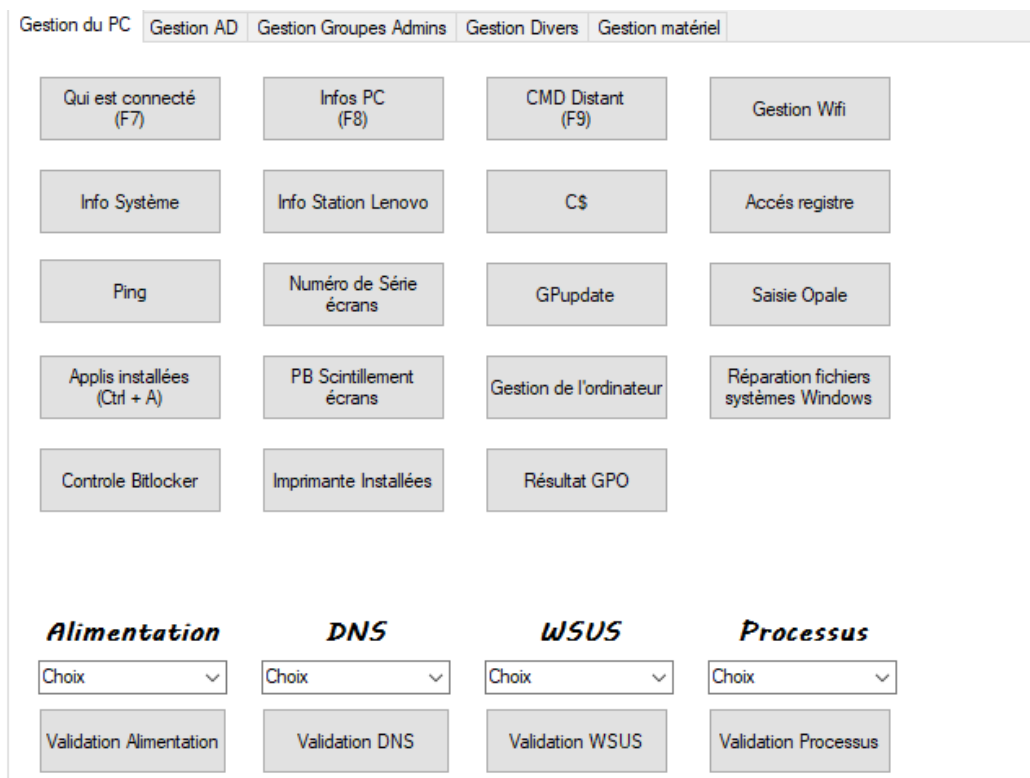 Gestion du PC Gestion AD Gestion Groupes Admins Gestion Divers Gestion matériel
Qui est connecté
(F7)
Infos PC
(F8)
CMD Distant
(F9)
Gestion Wifi
Info Système
Info Station Lenovo
C$
Accés registre
Ping
Numéro de Série
écrans
GPupdate
Saisie Opale
Applis installées
(Ctrl + A)
PB Scintillement
écrans
Gestion de l'ordinateur
Réparation fichiers
systèmes Windows
Controle Bitlocker
Imprimante Installées
Résultat GPO
Alimentation
DNS
WSUS
Processus
Choix
Choix
Choix
Choix
Validation Alimentation
Validation DNS
Validation WSUS
Validation Processus